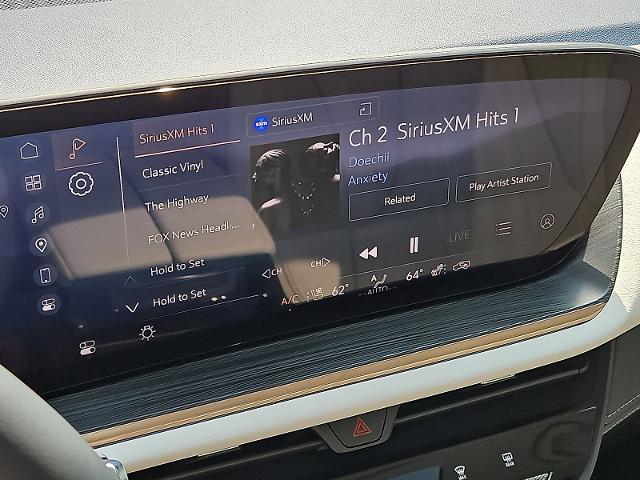 SiriusXM Hits 1
Classic Vinyl
The Highway
FOX News Headl...
Hold to Set
Hold to Set
SiriusXM
Ch 2 SiriusXM Hits 1
Doechii
Anxiety
Related
Play Artist Station
LIVE
CH
CH
A/C
62°
AUTO
64°